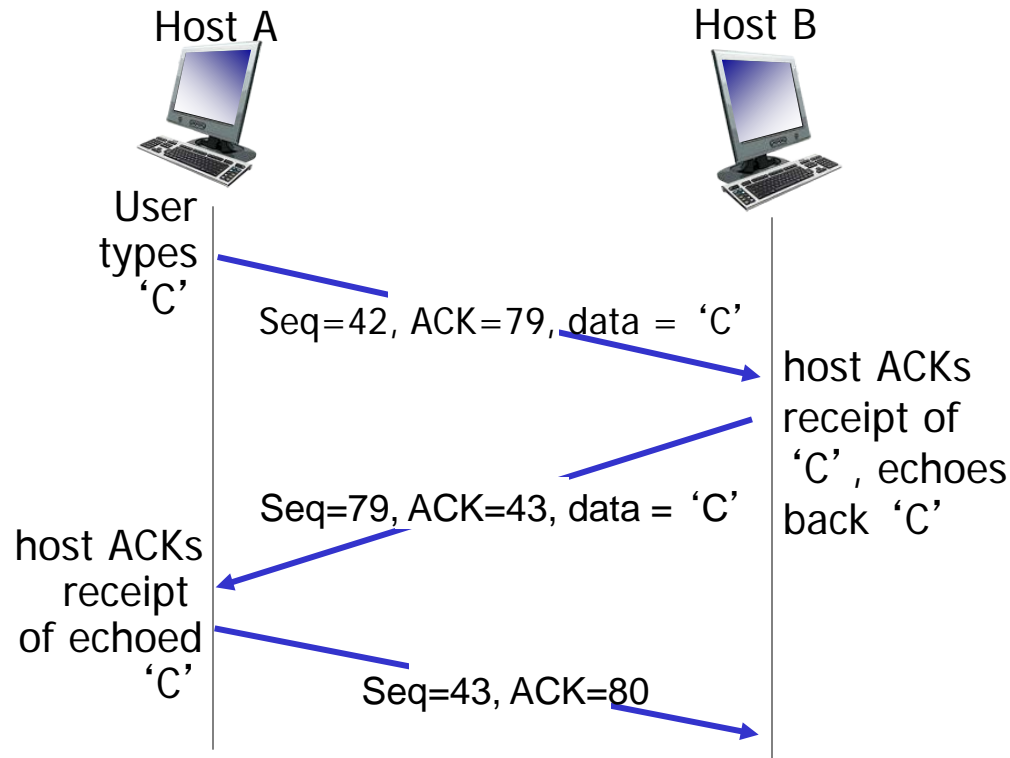 Host A
Host B
User
types
‘C’
Seq=42, ACK=79, data = ‘C’
host ACKs
receipt of
‘C’, echoes
back ‘C’
Seq=79, ACK=43, data = ‘C’
host ACKs
receipt
of echoed
‘C’
Seq=43, ACK=80